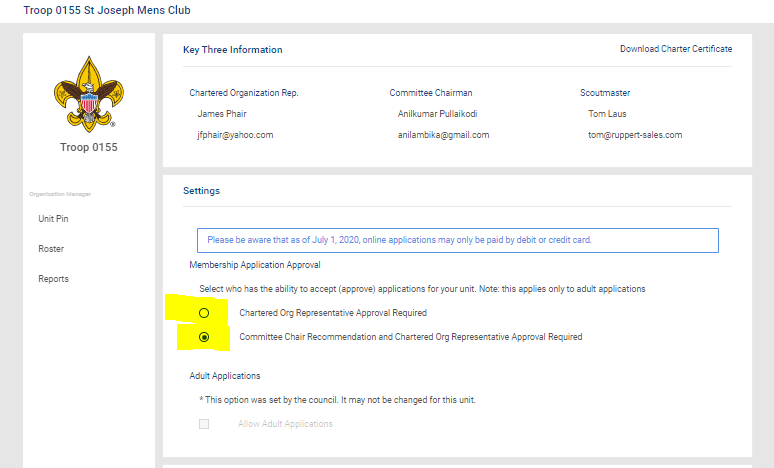 Troop 0155 St Joseph Mens Club
Troop 0155
Organization Manager
Unit Pin
Roster
Reports
Key Three Information
Download Charter Certificate
Chartered Organization Rep.
James Phair
jfphair@yahoo.com
Committee Chairman
Anilkumar Pullaikodi
anilambika@gmail.com
Scoutmaster
Tom Laus
tom@ruppert-sales.com
Settings
Please be aware that as of July 1, 2020, online applications may only be paid by debit or credit card.
Membership Application Approval
Select who has the ability to accept (approve) applications for your unit. Note: this applies only to adult applications
Chartered Org Representative Approval Required
Committee Chair Recommendation and Chartered Org Representative Approval Required
Adult Applications
* This option was set by the council. It may not be changed for this unit.
Allow Adult Applications